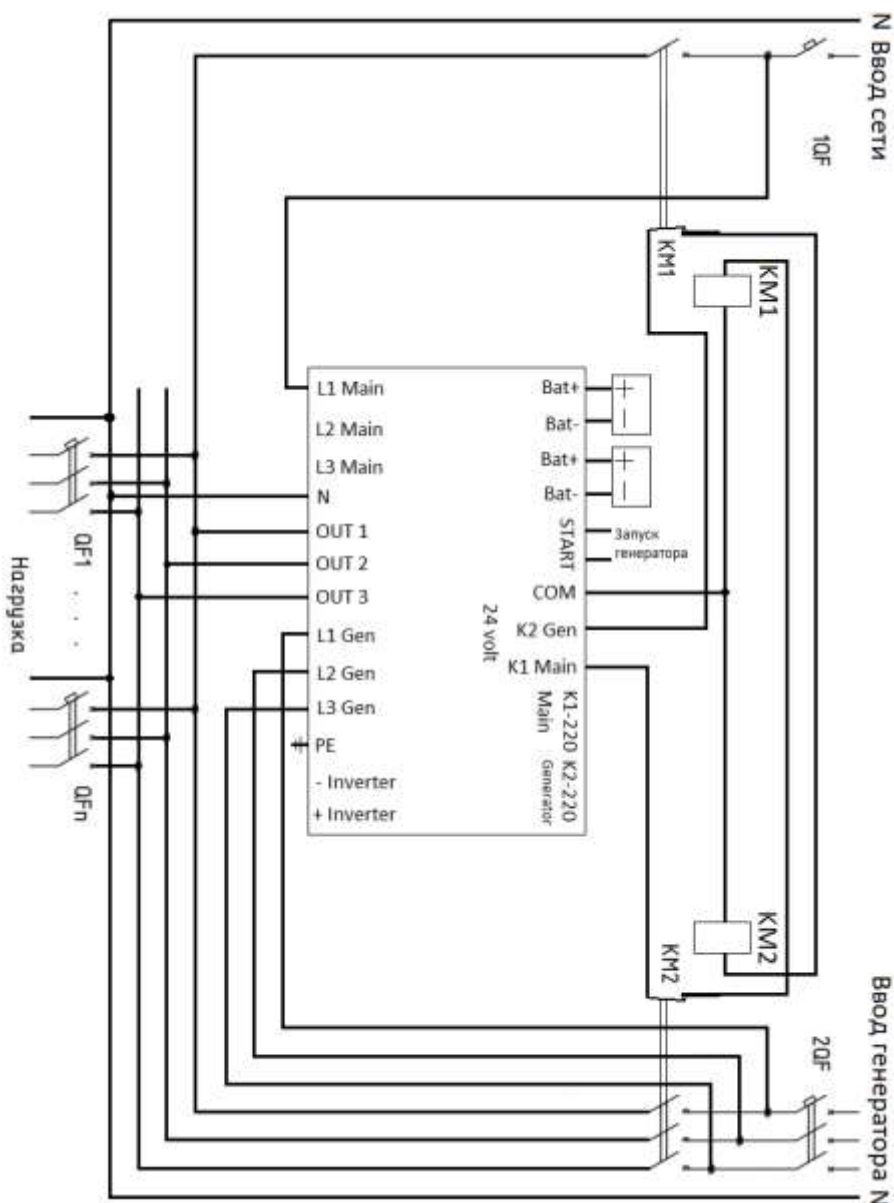 N Ввод сети
1QF
KM1
KM1
L1 Main
L2 Main
L3 Main
N
OUT 1
OUT 2
OUT 3
L1 Gen
L2 Gen
L3 Gen
PE
- Inverter
+ Inverter
Bat+
Bat-
Bat+
Bat-
START
COM
K2 Gen
K1 Main
24 volt
K1-220 K2-220
Main Generator
+
−
+
−
Запуск
генератора
QF1
. . .
Нагрузка
QFn
KM2
KM2
2QF
Ввод генератора N